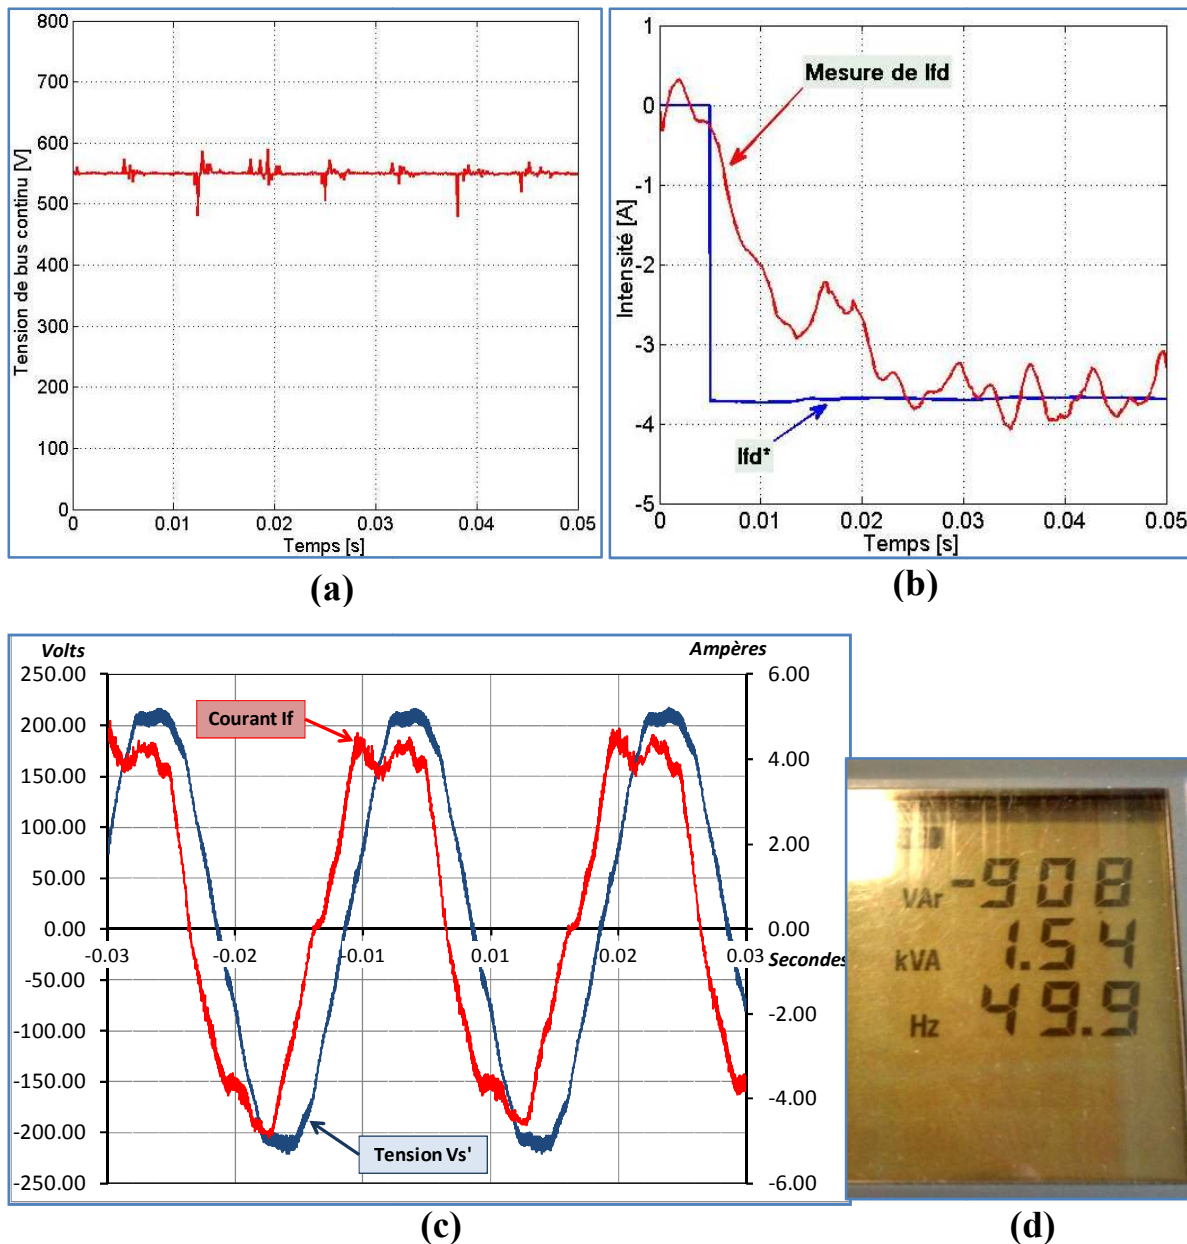 800
700
600
500
400
300
200
100
0
Tension de bus continu [V]
0
0.01
0.02
0.03
0.04
0.05
Temps [s]
(a)
1
0
-1
-2
-3
-4
-5
Intensité [A]
Mesure de Ifd
Ifd*
0
0.01
0.02
0.03
0.04
0.05
Temps [s]
(b)
Volts
Ampères
250.00
200.00
150.00
100.00
50.00
0.00
-50.00
-100.00
-150.00
-200.00
-250.00
6.00
4.00
2.00
0.00
-2.00
-4.00
-6.00
Courant If
-0.03
-0.02
-0.01
0.01
0.02
0.03
Secondes
Tension Vs'
(c)
VAr -908
kVA 1.54
Hz 49.9
(d)